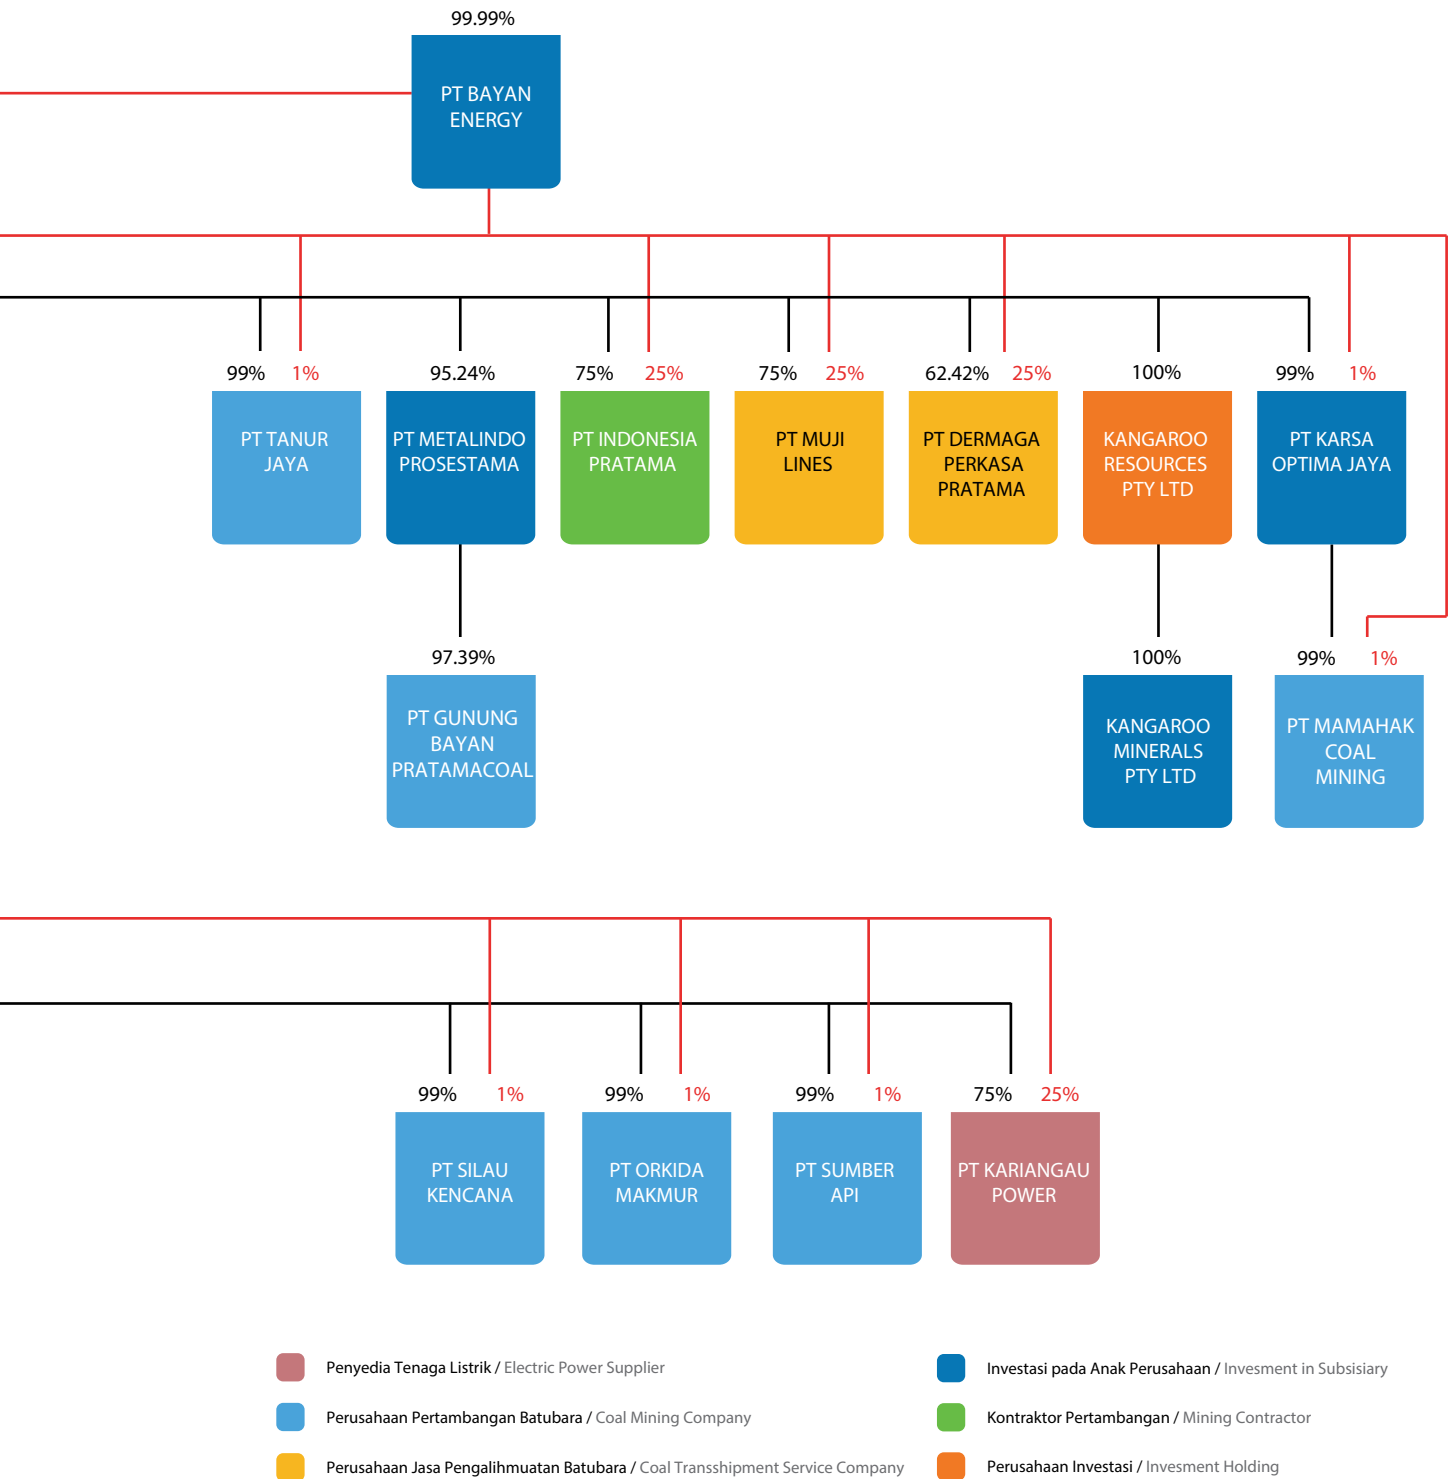 99.99%
PT BAYAN
ENERGY
99% 1%
95.24%
75% 25%
75% 25%
62.42% 25%
100%
99% 1%
PT TANUR
JAYA
PT METALINDO
PROSESTAMA
PT INDONESIA
PRATAMA
PT MUJI
LINES
PT DERMAGA
PERKASA
PRATAMA
KANGAROO
RESOURCES
PTY LTD
PT KARSA
OPTIMA JAYA
97.39%
100%
99% 1%
PT GUNUNG
BAYAN
PRATAMACOAL
KANGAROO
MINERALS
PTY LTD
PT MAMAHAK
COAL
MINING
99% 1%
99% 1%
99% 1%
75% 25%
PT SILAU
KENCANA
PT ORKIDA
MAKMUR
PT SUMBER
API
PT KARIANGAU
POWER
Penyedia Tenaga Listrik / Electric Power Supplier
Perusahaan Pertambangan Batubara / Coal Mining Company
Perusahaan Jasa Pengalihmuatan Batubara / Coal Transshipment Service Company
Investasi pada Anak Perusahaan / Invesment in Subsisiary
Kontraktor Pertambangan / Mining Contractor
Perusahaan Investasi / Invesment Holding